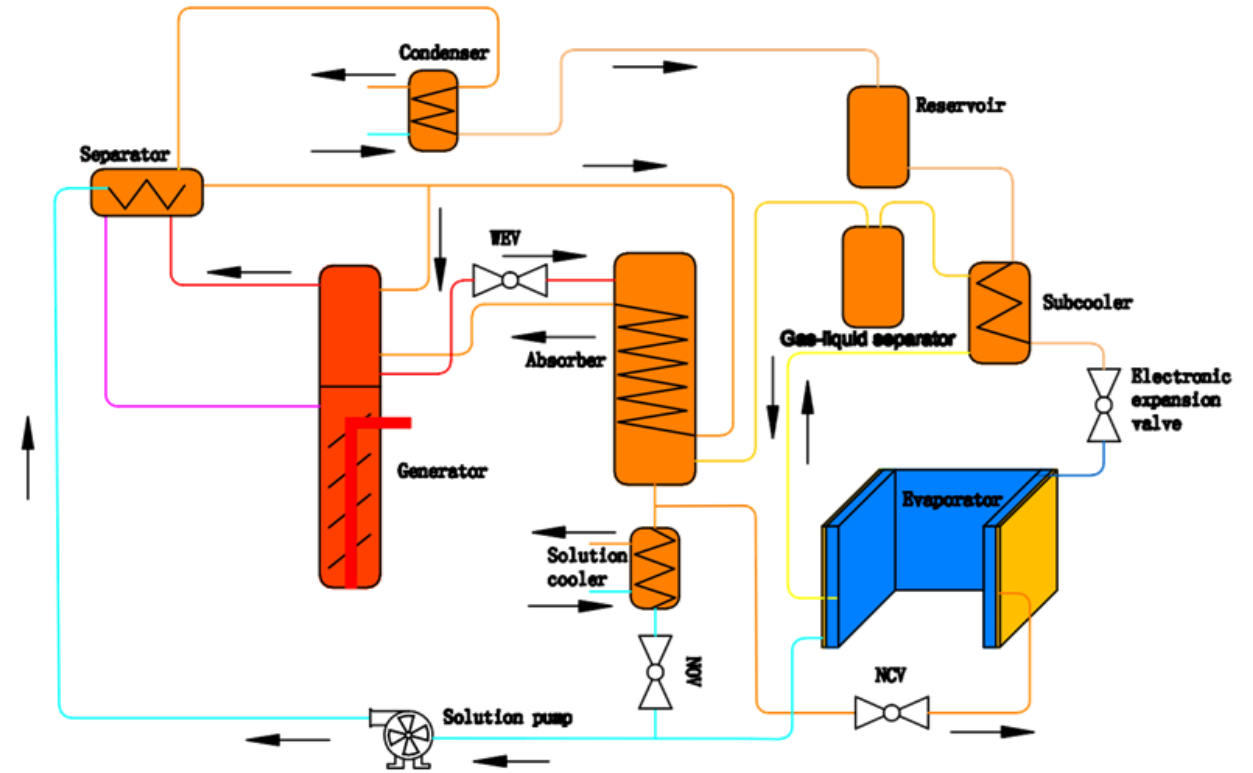 Condenser
Reservoir
Separator
WEV
Subcooler
Gas-liquid separator
Absorber
Electronic
expansion
valve
Generator
Evaporator
Solution
cooler
NOV
NCV
Solution pump